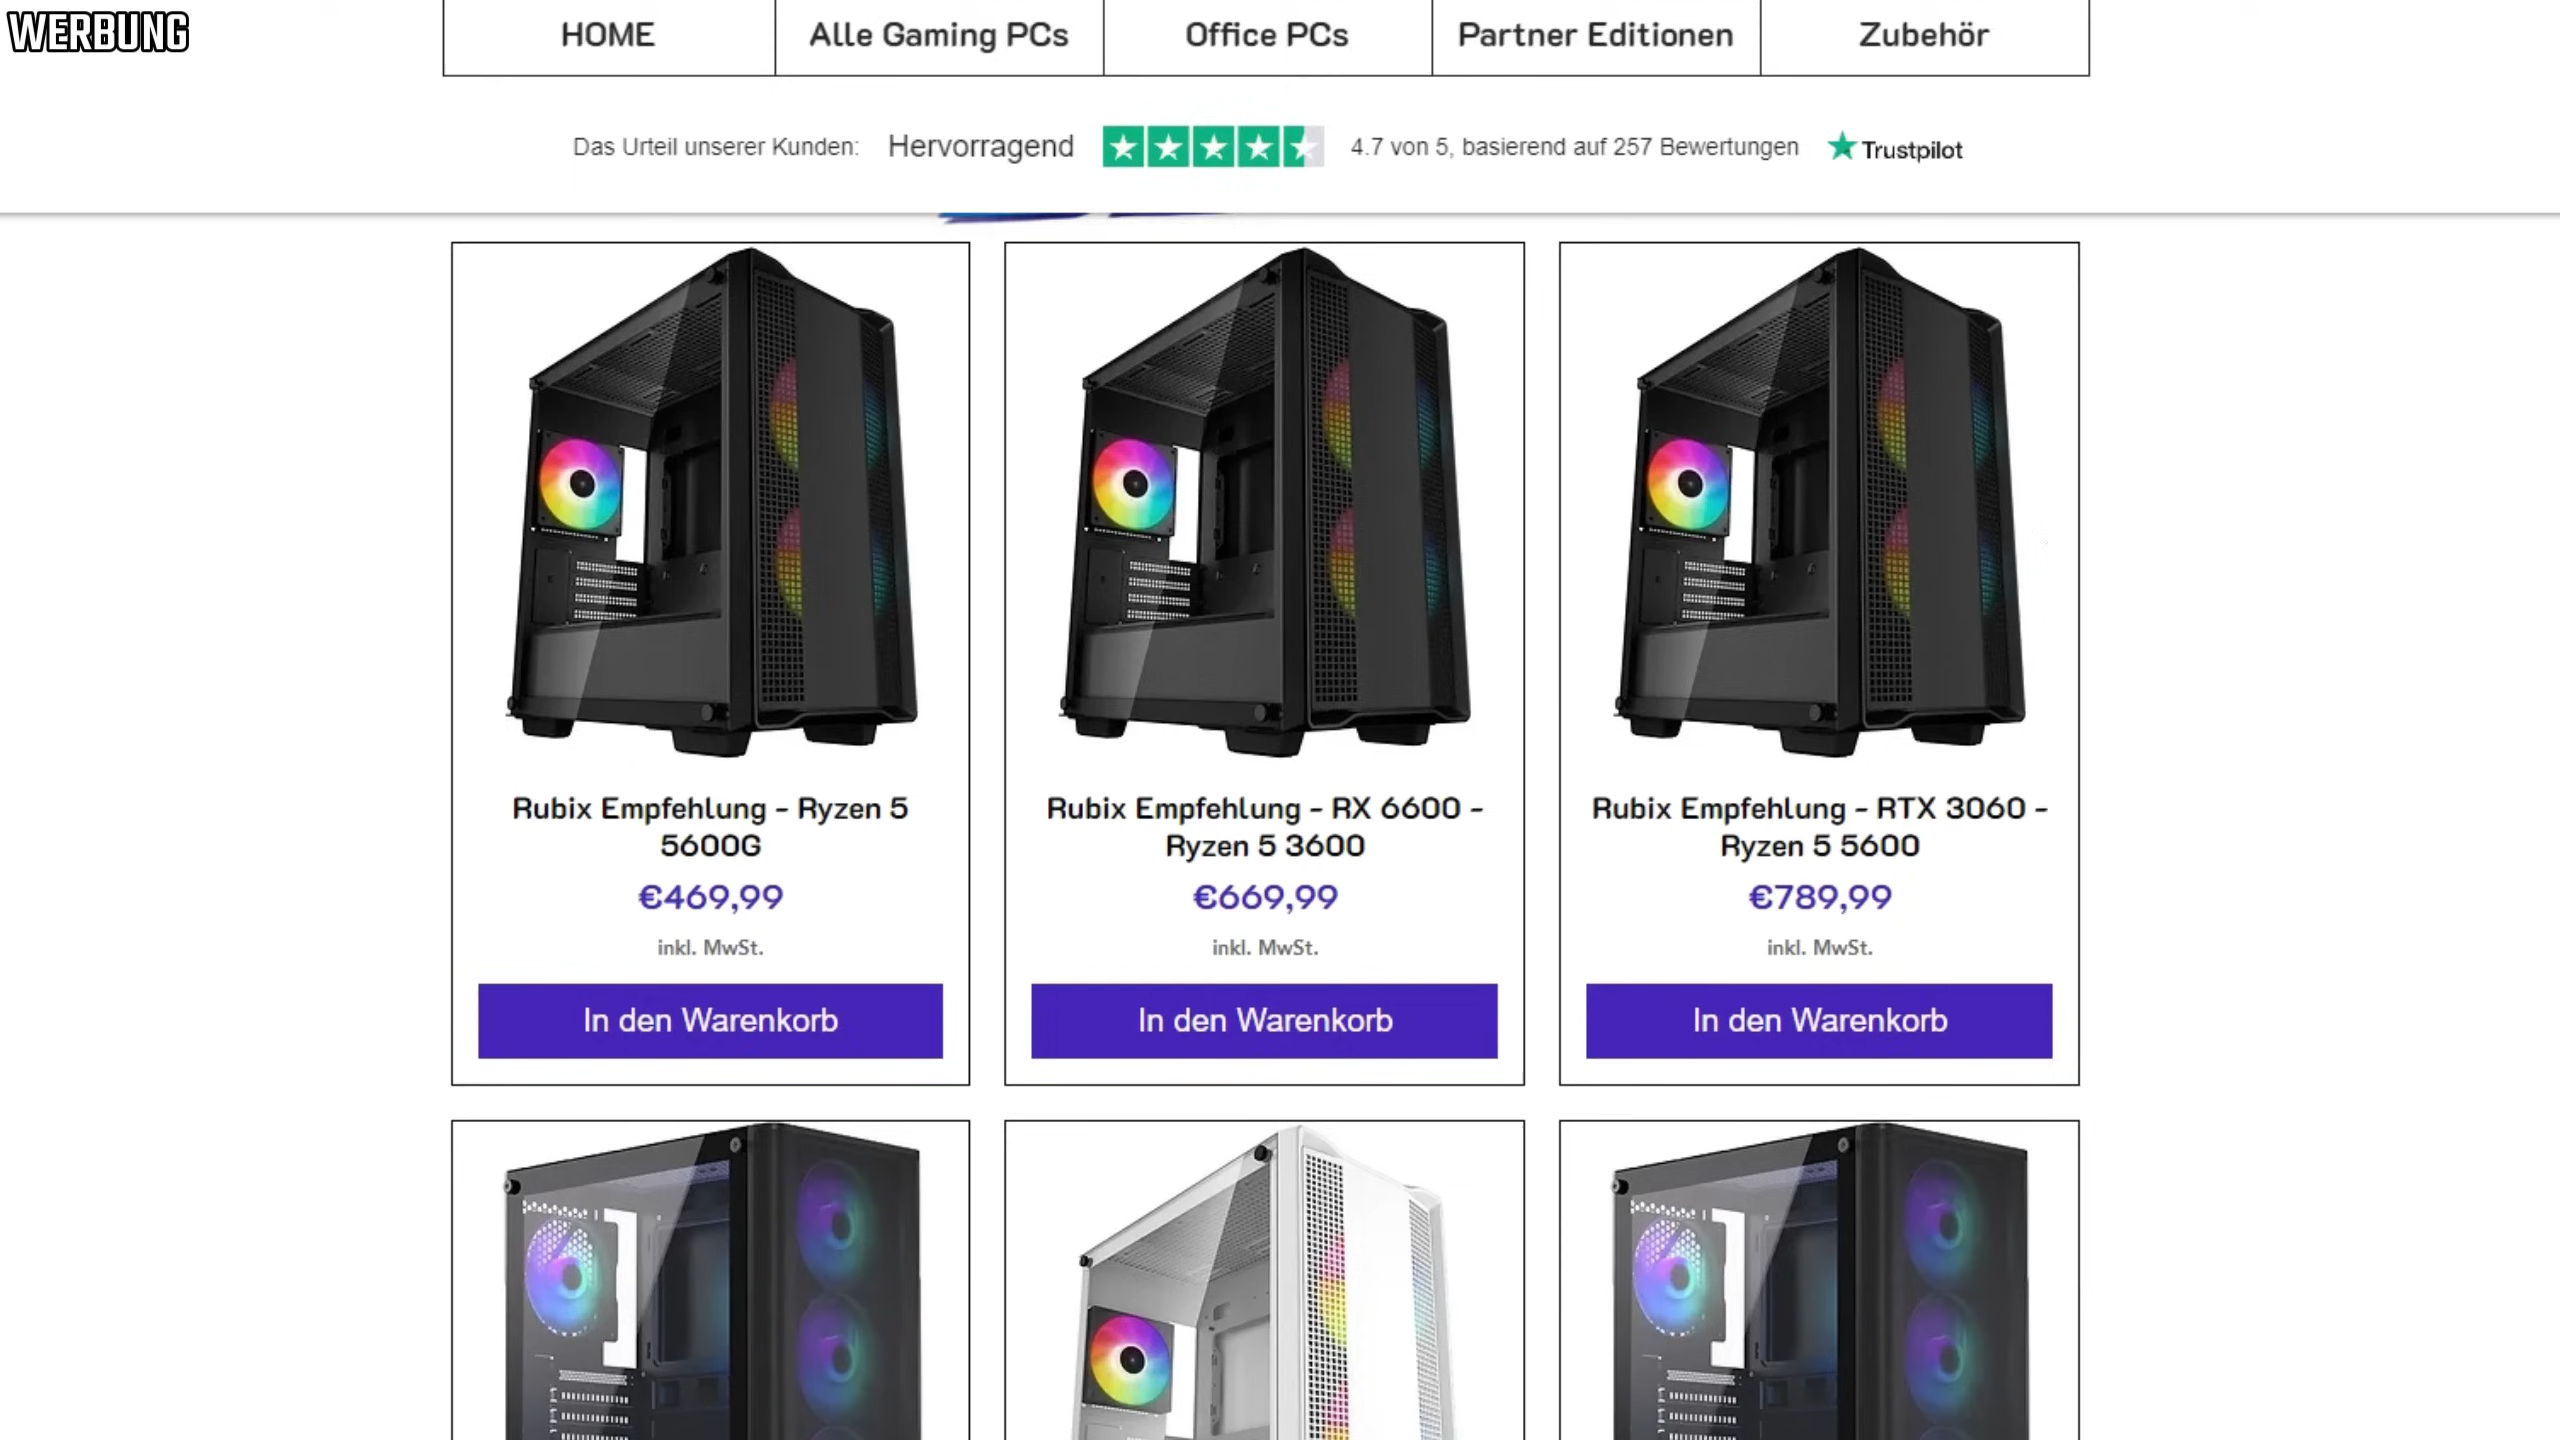 WERBUNG
HOME
Alle Gaming PCs
Office PCs
Partner Editionen
Zubehör
Das Urteil unserer Kunden:
Hervorragend
4.7 von 5, basierend auf 257 Bewertungen
Trustpilot
Rubix Empfehlung - Ryzen 5
5600G
€469,99
inkl. MwSt.
In den Warenkorb
Rubix Empfehlung - RX 6600 -
Ryzen 5 3600
€669,99
inkl. MwSt.
In den Warenkorb
Rubix Empfehlung - RTX 3060 -
Ryzen 5 5600
€789,99
inkl. MwSt.
In den Warenkorb